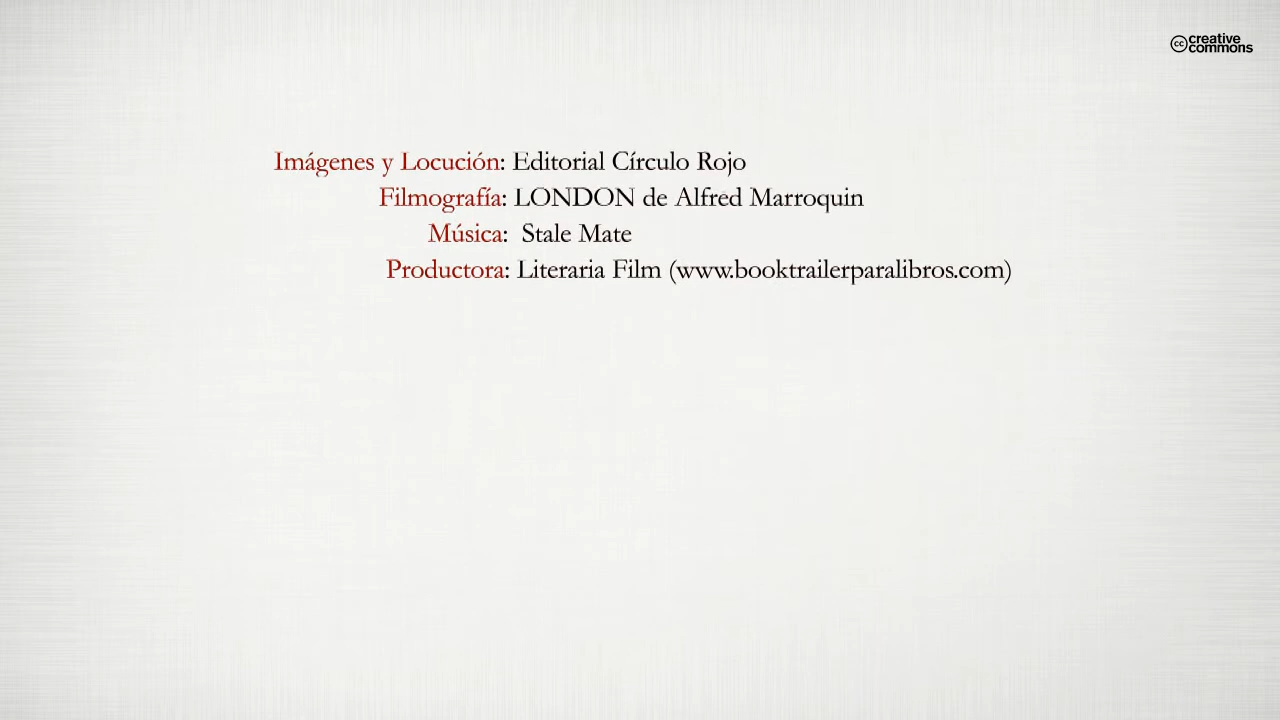 creative
commons
Imágenes y Locución: Editorial Círculo Rojo
Filmografía: LONDON de Alfred Marroquin
Música: Stale Mate
Productora: Literaria Film (www.booktrailerparalibros.com)